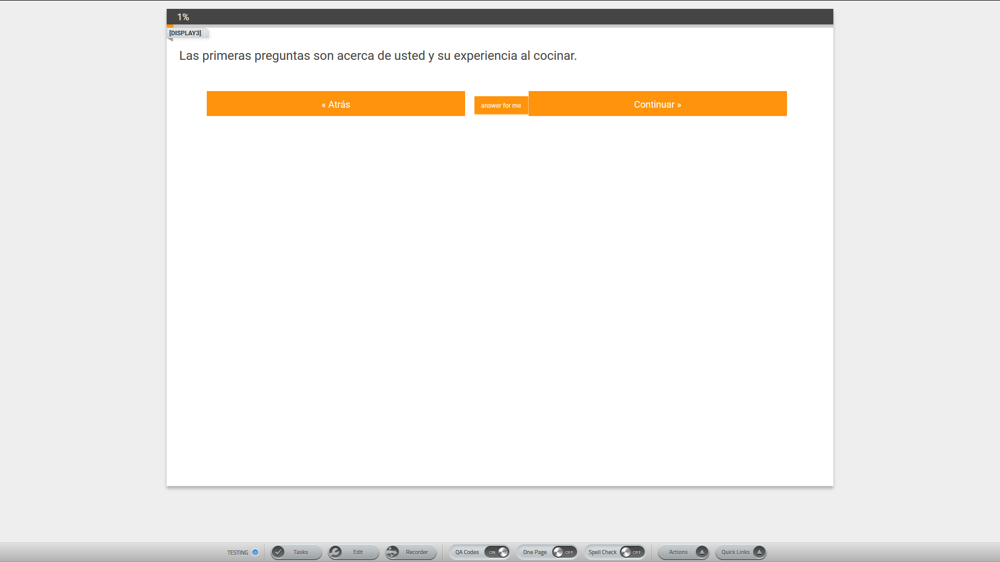 1%
[DISPLAY3]
Las primeras preguntas son acerca de usted y su experiencia al cocinar.
« Atrás
answer for me
Continuar »
TESTING
Tasks
Edit
Recorder
QA Codes ON
One Page OFF
Spell Check OFF
Actions
Quick Links